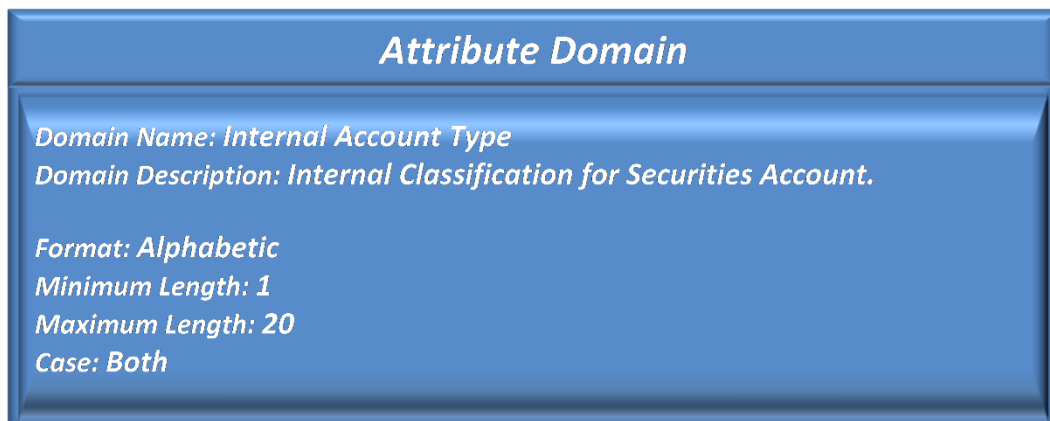 Attribute Domain
Domain Name: Internal Account Type
Domain Description: Internal Classification for Securities Account.
Format: Alphabetic
Minimum Length: 1
Maximum Length: 20
Case: Both